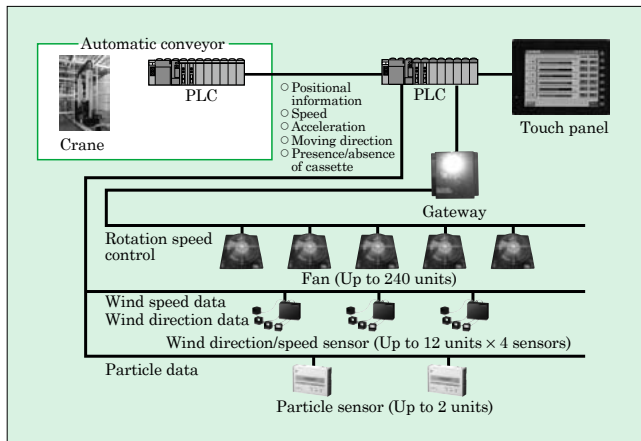 Automatic conveyor
PLC
Crane
○ Positional
information
○ Speed
○ Acceleration
○ Moving direction
○ Presence/absence
of cassette
PLC
Touch panel
Gateway
Rotation speed
control
Fan (Up to 240 units)
Wind speed data
Wind direction data
Wind direction/speed sensor (Up to 12 units × 4 sensors)
Particle data
Particle sensor (Up to 2 units)